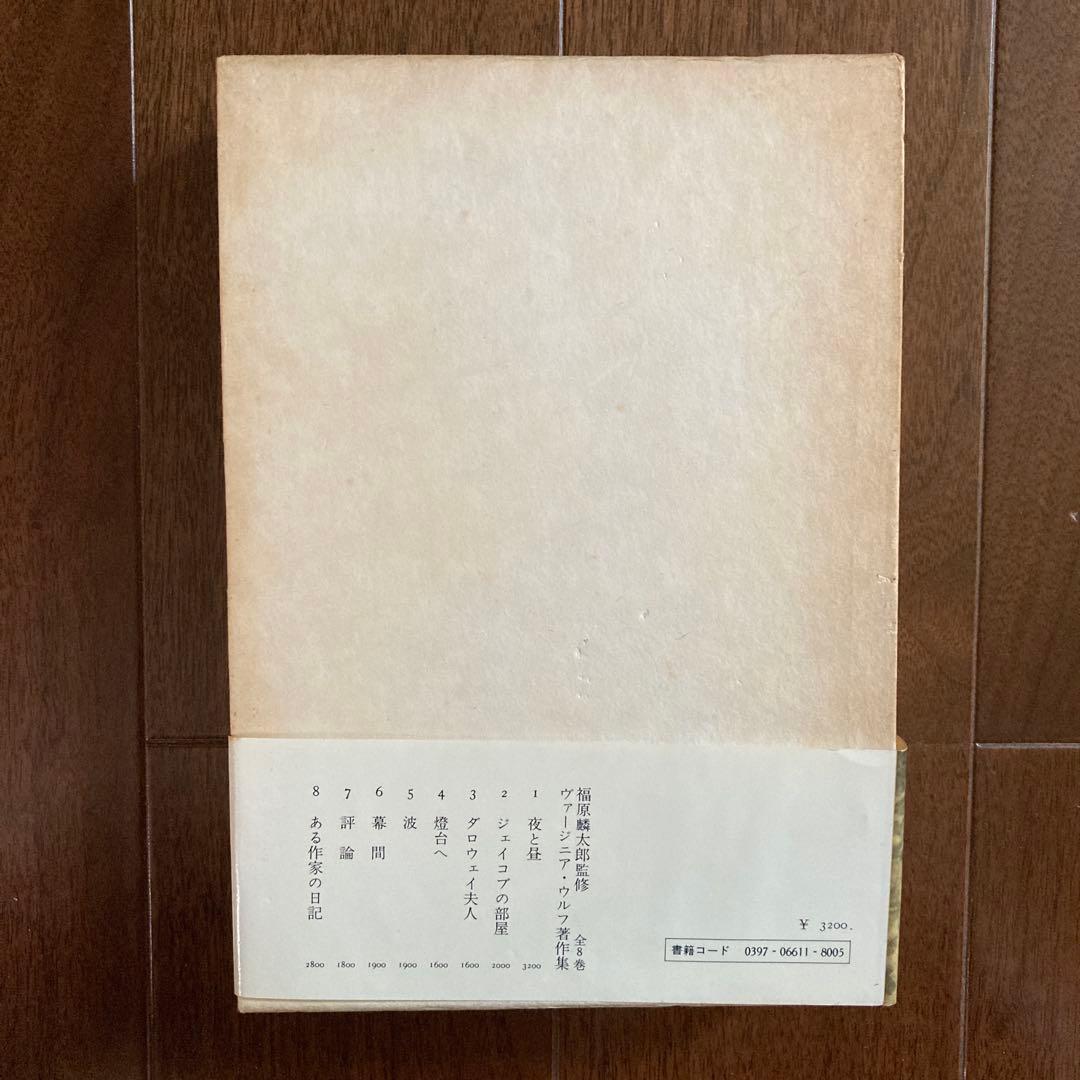 福原麟太郎監修
ヴァージニア・ウルフ著作集 全8巻
1 夜と昼 3200
2 ジェイコブの部屋 2000
3 ダロウェイ夫人 1600
4 燈台へ 1600
5 波 1900
6 幕間 1900
7 評論 1800
8 ある作家の日記 2800
¥ 3200.
書籍コード 0397-06611-8005